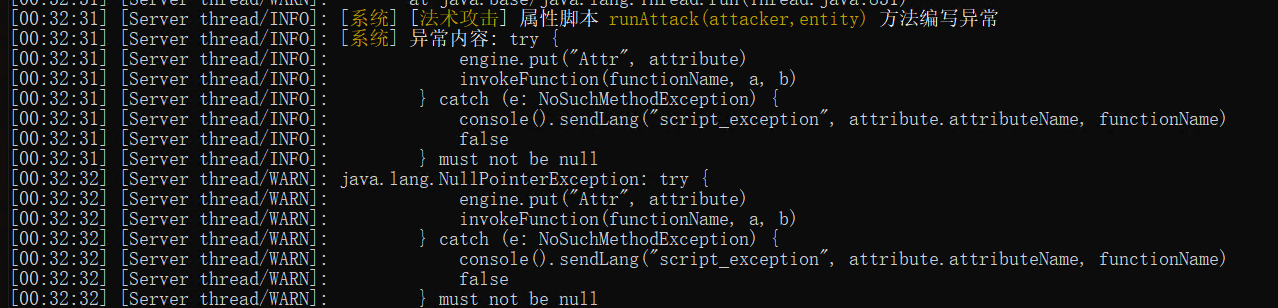 [00:32:31] [Server thread/WARN]: at java.base/java.lang.Thread.run(Thread.java:831)
[00:32:31] [Server thread/INFO]: [系统] [法术攻击] 属性脚本 runAttack(attacker,entity) 方法编写异常
[00:32:31] [Server thread/INFO]: [系统] 异常内容: try {
[00:32:31] [Server thread/INFO]: engine.put("Attr", attribute)
[00:32:31] [Server thread/INFO]: invokeFunction(functionName, a, b)
[00:32:31] [Server thread/INFO]: } catch (e: NoSuchMethodException) {
[00:32:31] [Server thread/INFO]: console().sendLang("script_exception", attribute.attributeName, functionName)
[00:32:31] [Server thread/INFO]: false
[00:32:31] [Server thread/INFO]: } must not be null
[00:32:32] [Server thread/WARN]: java.lang.NullPointerException: try {
[00:32:32] [Server thread/WARN]: engine.put("Attr", attribute)
[00:32:32] [Server thread/WARN]: invokeFunction(functionName, a, b)
[00:32:32] [Server thread/WARN]: } catch (e: NoSuchMethodException) {
[00:32:32] [Server thread/WARN]: console().sendLang("script_exception", attribute.attributeName, functionName)
[00:32:32] [Server thread/WARN]: false
[00:32:32] [Server thread/WARN]: } must not be null